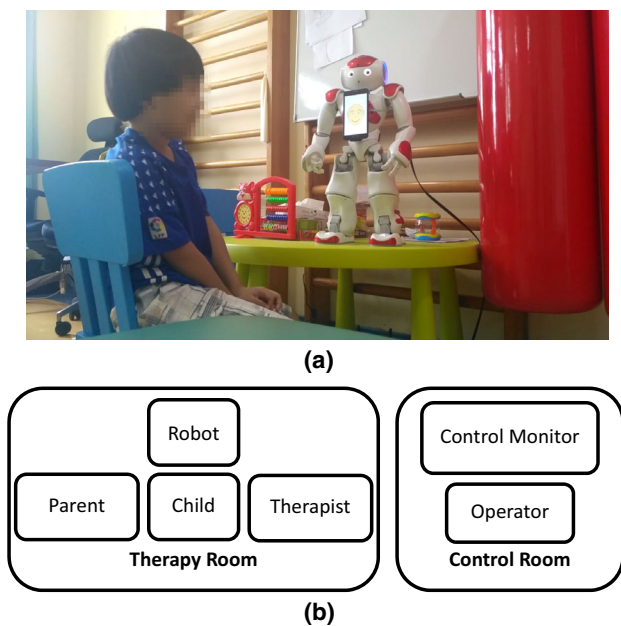 (a)
Robot
Control Monitor
Parent
Child
Therapist
Operator
Therapy Room
Control Room
(b)